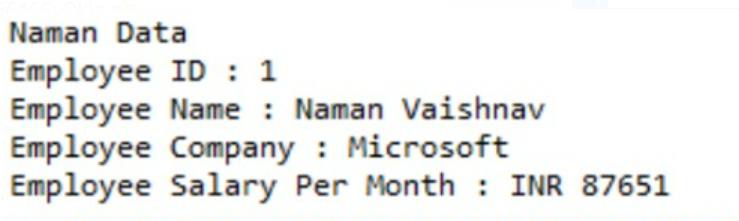 Naman Data
Employee ID : 1
Employee Name : Naman Vaishnav
Employee Company : Microsoft
Employee Salary Per Month : INR 87651